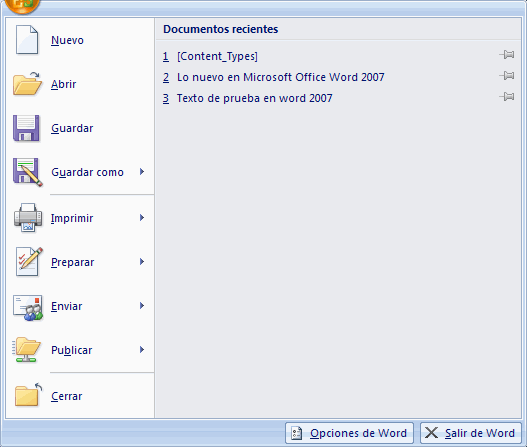 Nuevo
Abrir
Guardar
Guardar como
Imprimir
Preparar
Enviar
Publicar
Cerrar
Documentos recientes
1 [Content_Types]
2 Lo nuevo en Microsoft Office Word 2007
3 Texto de prueba en word 2007
Opciones de Word
Salir de Word